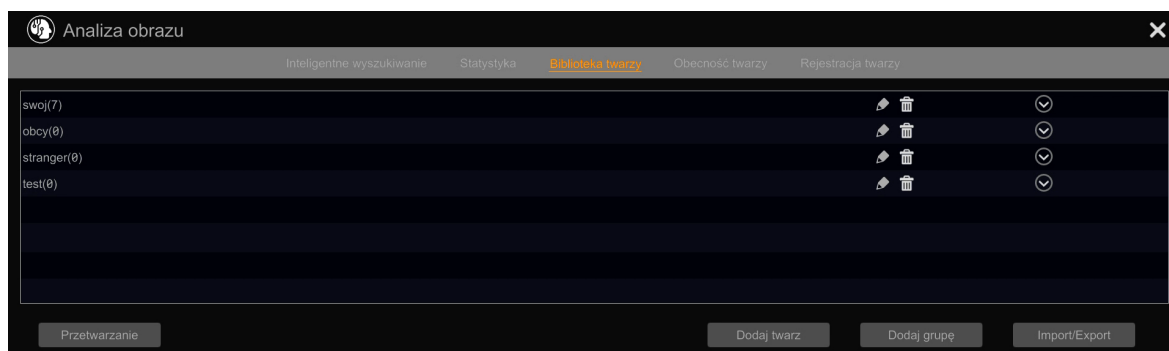 Analiza obrazu
Inteligentne wyszukiwanie Statystyka Biblioteka twarzy Obecność twarzy Rejestracja twarzy
swoj(7)
obcy(0)
stranger(0)
test(0)
Przetwarzanie Dodaj twarz Dodaj grupę Import/Export